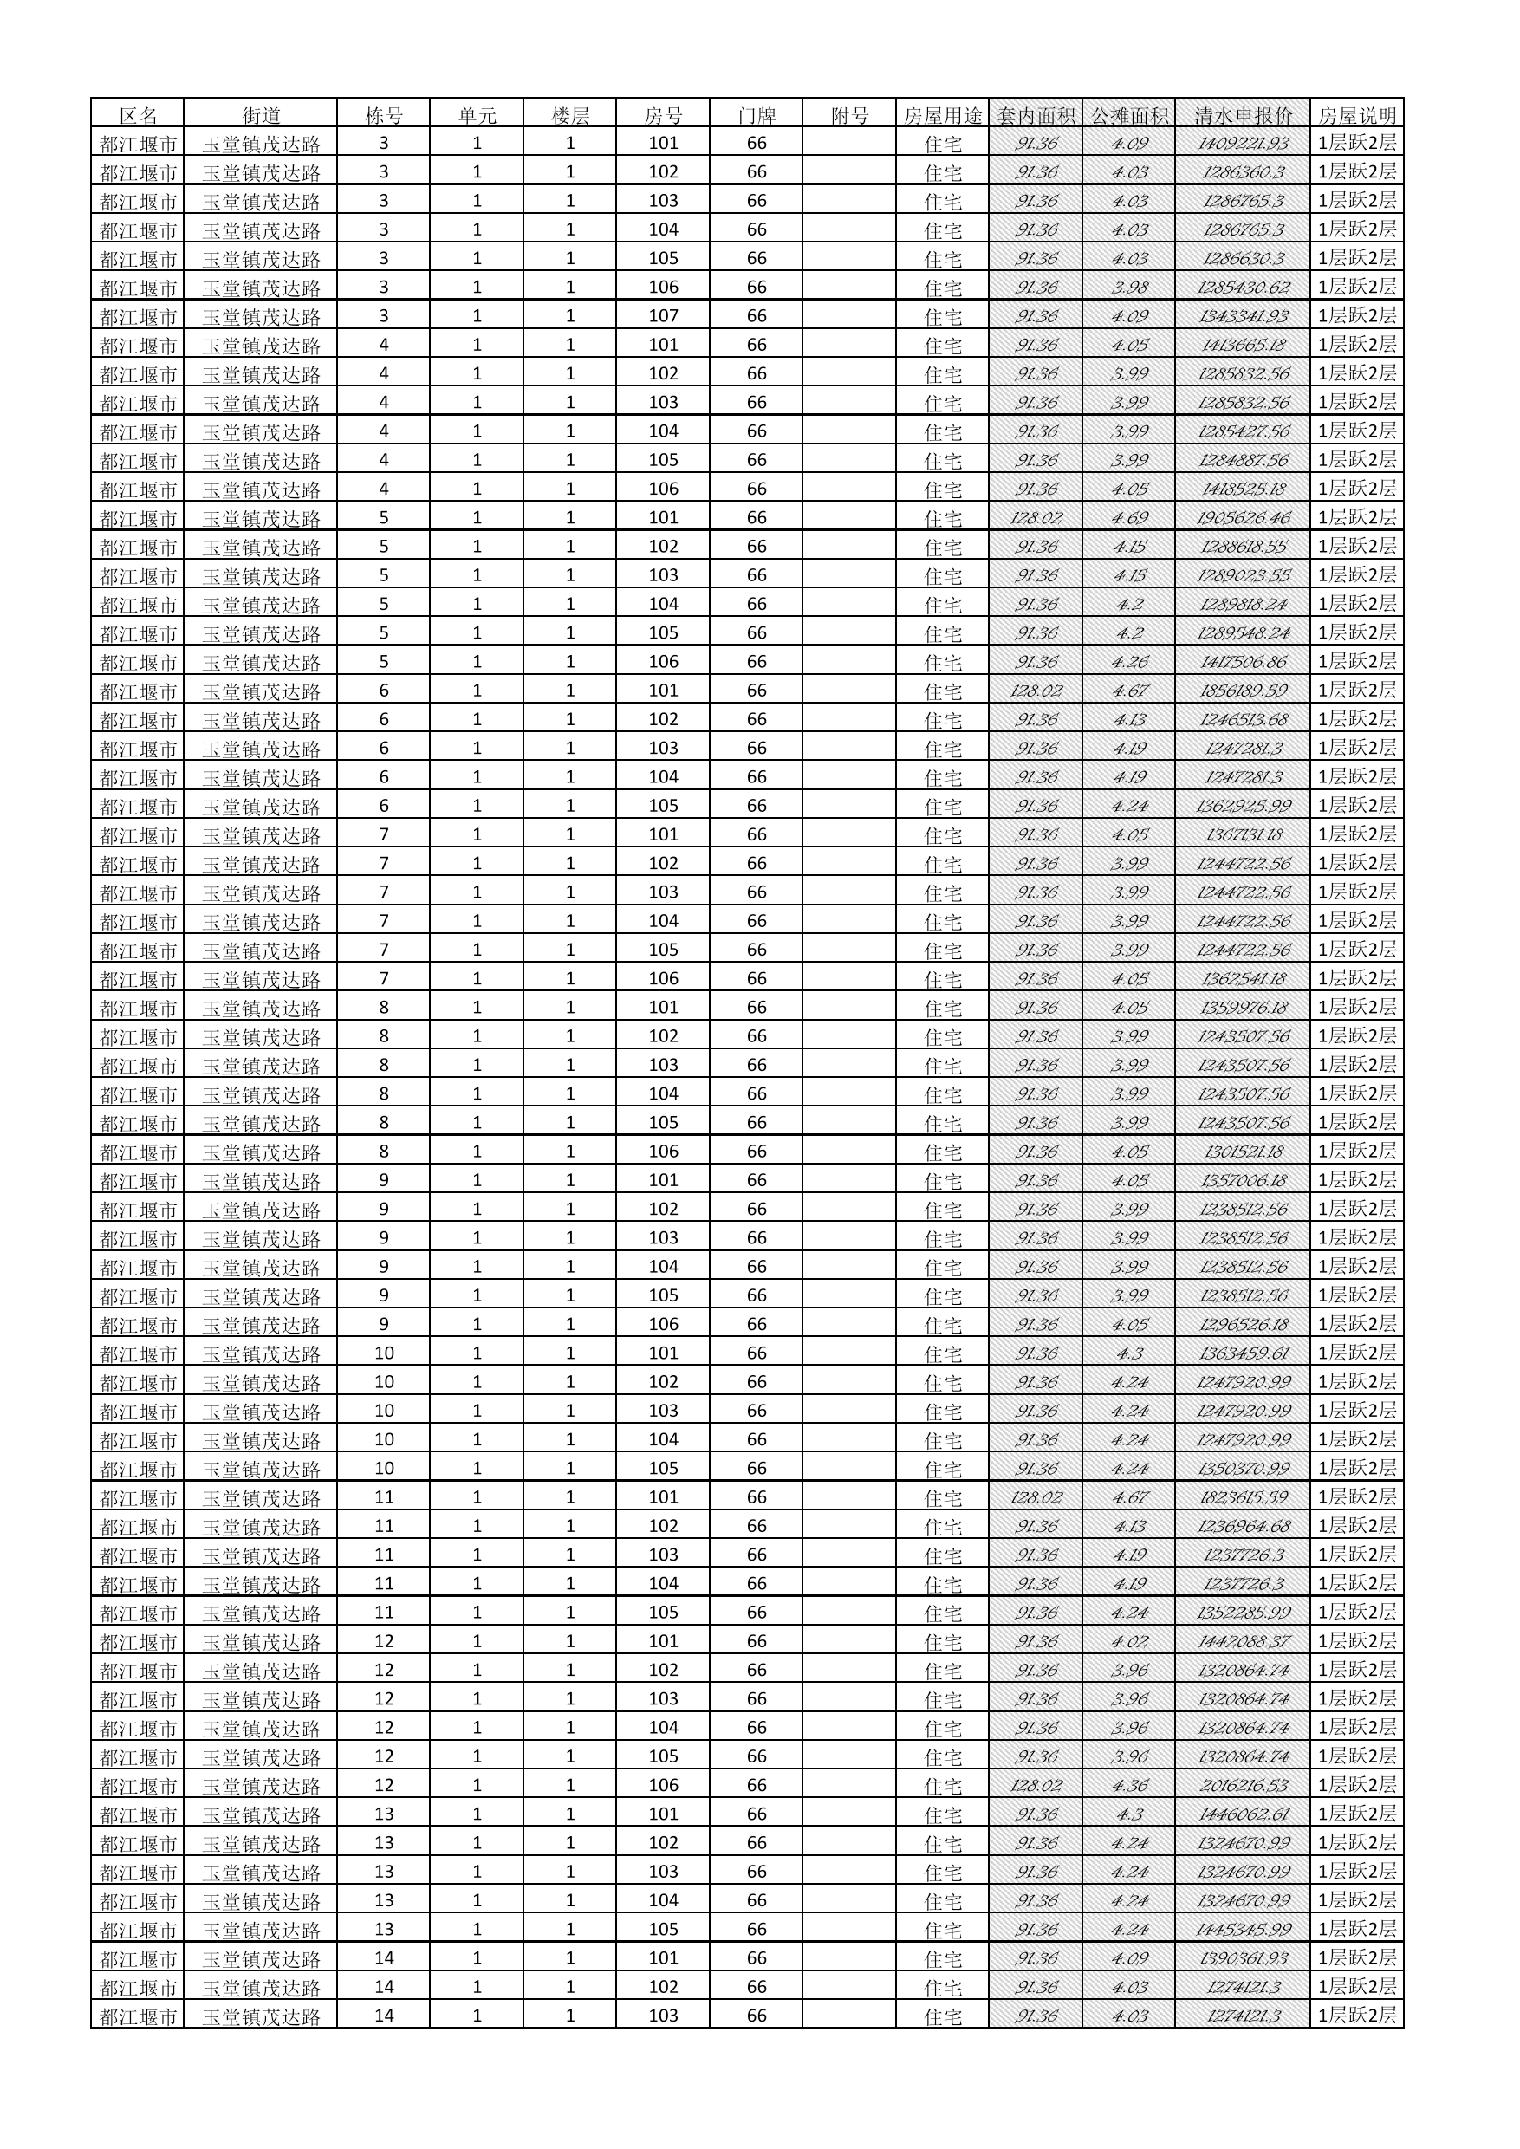 区名 街道 栋号 单元 楼层 房号 门牌 附号 房屋用途 套内面积 公摊面积 清水申报价 房屋说明
都江堰市 玉堂镇茂达路 3 1 1 101 66 住宅 91.36 4.09 1409221.93 1层跃2层
都江堰市 玉堂镇茂达路 3 1 1 102 66 住宅 91.36 4.03 1286360.3 1层跃2层
都江堰市 玉堂镇茂达路 3 1 1 103 66 住宅 91.36 4.03 1286765.3 1层跃2层
都江堰市 玉堂镇茂达路 3 1 1 104 66 住宅 91.36 4.03 1286765.3 1层跃2层
都江堰市 玉堂镇茂达路 3 1 1 105 66 住宅 91.36 4.03 1286630.3 1层跃2层
都江堰市 玉堂镇茂达路 3 1 1 106 66 住宅 91.36 3.98 1285430.62 1层跃2层
都江堰市 玉堂镇茂达路 3 1 1 107 66 住宅 91.36 4.09 1343341.93 1层跃2层
都江堰市 玉堂镇茂达路 4 1 1 101 66 住宅 91.36 4.05 1413665.18 1层跃2层
都江堰市 玉堂镇茂达路 4 1 1 102 66 住宅 91.36 3.99 1285832.56 1层跃2层
都江堰市 玉堂镇茂达路 4 1 1 103 66 住宅 91.36 3.99 1285832.56 1层跃2层
都江堰市 玉堂镇茂达路 4 1 1 104 66 住宅 91.36 3.99 1285427.56 1层跃2层
都江堰市 玉堂镇茂达路 4 1 1 105 66 住宅 91.36 3.99 1284887.56 1层跃2层
都江堰市 玉堂镇茂达路 4 1 1 106 66 住宅 91.36 4.05 1413525.18 1层跃2层
都江堰市 玉堂镇茂达路 5 1 1 101 66 住宅 128.02 4.69 1905626.46 1层跃2层
都江堰市 玉堂镇茂达路 5 1 1 102 66 住宅 91.36 4.15 1288618.55 1层跃2层
都江堰市 玉堂镇茂达路 5 1 1 103 66 住宅 91.36 4.15 1289023.55 1层跃2层
都江堰市 玉堂镇茂达路 5 1 1 104 66 住宅 91.36 4.2 1289818.24 1层跃2层
都江堰市 玉堂镇茂达路 5 1 1 105 66 住宅 91.36 4.2 1289548.24 1层跃2层
都江堰市 玉堂镇茂达路 5 1 1 106 66 住宅 91.36 4.26 1417506.86 1层跃2层
都江堰市 玉堂镇茂达路 6 1 1 101 66 住宅 128.02 4.67 1856189.59 1层跃2层
都江堰市 玉堂镇茂达路 6 1 1 102 66 住宅 91.36 4.13 1246513.68 1层跃2层
都江堰市 玉堂镇茂达路 6 1 1 103 66 住宅 91.36 4.19 1247281.3 1层跃2层
都江堰市 玉堂镇茂达路 6 1 1 104 66 住宅 91.36 4.19 1247281.3 1层跃2层
都江堰市 玉堂镇茂达路 6 1 1 105 66 住宅 91.36 4.24 1362925.99 1层跃2层
都江堰市 玉堂镇茂达路 7 1 1 101 66 住宅 91.36 4.05 1367131.18 1层跃2层
都江堰市 玉堂镇茂达路 7 1 1 102 66 住宅 91.36 3.99 1244722.56 1层跃2层
都江堰市 玉堂镇茂达路 7 1 1 103 66 住宅 91.36 3.99 1244722.56 1层跃2层
都江堰市 玉堂镇茂达路 7 1 1 104 66 住宅 91.36 3.99 1244722.56 1层跃2层
都江堰市 玉堂镇茂达路 7 1 1 105 66 住宅 91.36 3.99 1244722.56 1层跃2层
都江堰市 玉堂镇茂达路 7 1 1 106 66 住宅 91.36 4.05 1362541.18 1层跃2层
都江堰市 玉堂镇茂达路 8 1 1 101 66 住宅 91.36 4.05 1359976.18 1层跃2层
都江堰市 玉堂镇茂达路 8 1 1 102 66 住宅 91.36 3.99 1243507.56 1层跃2层
都江堰市 玉堂镇茂达路 8 1 1 103 66 住宅 91.36 3.99 1243507.56 1层跃2层
都江堰市 玉堂镇茂达路 8 1 1 104 66 住宅 91.36 3.99 1243507.56 1层跃2层
都江堰市 玉堂镇茂达路 8 1 1 105 66 住宅 91.36 3.99 1243507.56 1层跃2层
都江堰市 玉堂镇茂达路 8 1 1 106 66 住宅 91.36 4.05 1301521.18 1层跃2层
都江堰市 玉堂镇茂达路 9 1 1 101 66 住宅 91.36 4.05 1357006.18 1层跃2层
都江堰市 玉堂镇茂达路 9 1 1 102 66 住宅 91.36 3.99 1238512.56 1层跃2层
都江堰市 玉堂镇茂达路 9 1 1 103 66 住宅 91.36 3.99 1238512.56 1层跃2层
都江堰市 玉堂镇茂达路 9 1 1 104 66 住宅 91.36 3.99 1238512.56 1层跃2层
都江堰市 玉堂镇茂达路 9 1 1 105 66 住宅 91.36 3.99 1238512.56 1层跃2层
都江堰市 玉堂镇茂达路 9 1 1 106 66 住宅 91.36 4.05 1296526.18 1层跃2层
都江堰市 玉堂镇茂达路 10 1 1 101 66 住宅 91.36 4.3 1363459.61 1层跃2层
都江堰市 玉堂镇茂达路 10 1 1 102 66 住宅 91.36 4.24 1247920.99 1层跃2层
都江堰市 玉堂镇茂达路 10 1 1 103 66 住宅 91.36 4.24 1247920.99 1层跃2层
都江堰市 玉堂镇茂达路 10 1 1 104 66 住宅 91.36 4.24 1247920.99 1层跃2层
都江堰市 玉堂镇茂达路 10 1 1 105 66 住宅 91.36 4.24 1350370.99 1层跃2层
都江堰市 玉堂镇茂达路 11 1 1 101 66 住宅 128.02 4.67 1823615.59 1层跃2层
都江堰市 玉堂镇茂达路 11 1 1 102 66 住宅 91.36 4.13 1236964.68 1层跃2层
都江堰市 玉堂镇茂达路 11 1 1 103 66 住宅 91.36 4.19 1237726.3 1层跃2层
都江堰市 玉堂镇茂达路 11 1 1 104 66 住宅 91.36 4.19 1237726.3 1层跃2层
都江堰市 玉堂镇茂达路 11 1 1 105 66 住宅 91.36 4.24 1352285.99 1层跃2层
都江堰市 玉堂镇茂达路 12 1 1 101 66 住宅 91.36 4.02 1442088.37 1层跃2层
都江堰市 玉堂镇茂达路 12 1 1 102 66 住宅 91.36 3.96 1320864.74 1层跃2层
都江堰市 玉堂镇茂达路 12 1 1 103 66 住宅 91.36 3.96 1320864.74 1层跃2层
都江堰市 玉堂镇茂达路 12 1 1 104 66 住宅 91.36 3.96 1320864.74 1层跃2层
都江堰市 玉堂镇茂达路 12 1 1 105 66 住宅 91.36 3.96 1320864.74 1层跃2层
都江堰市 玉堂镇茂达路 12 1 1 106 66 住宅 128.02 4.36 2016216.53 1层跃2层
都江堰市 玉堂镇茂达路 13 1 1 101 66 住宅 91.36 4.3 1446062.61 1层跃2层
都江堰市 玉堂镇茂达路 13 1 1 102 66 住宅 91.36 4.24 1324670.99 1层跃2层
都江堰市 玉堂镇茂达路 13 1 1 103 66 住宅 91.36 4.24 1324670.99 1层跃2层
都江堰市 玉堂镇茂达路 13 1 1 104 66 住宅 91.36 4.24 1324670.99 1层跃2层
都江堰市 玉堂镇茂达路 13 1 1 105 66 住宅 91.36 4.24 1445345.99 1层跃2层
都江堰市 玉堂镇茂达路 14 1 1 101 66 住宅 91.36 4.09 1390361.93 1层跃2层
都江堰市 玉堂镇茂达路 14 1 1 102 66 住宅 91.36 4.03 1274121.3 1层跃2层
都江堰市 玉堂镇茂达路 14 1 1 103 66 住宅 91.36 4.03 1274121.3 1层跃2层